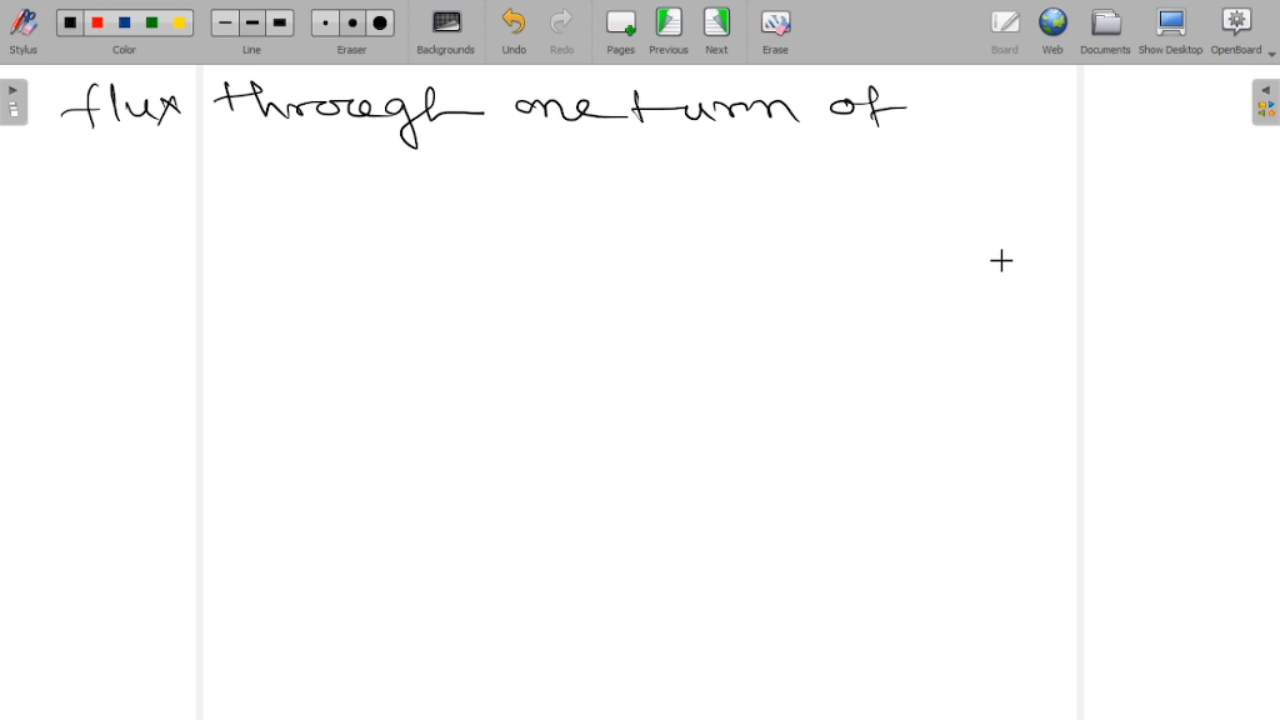 Stylus Color Line Eraser Backgrounds Undo Redo Pages Previous Next Erase Board Web Documents Show Desktop OpenBoard
flux through one turn of